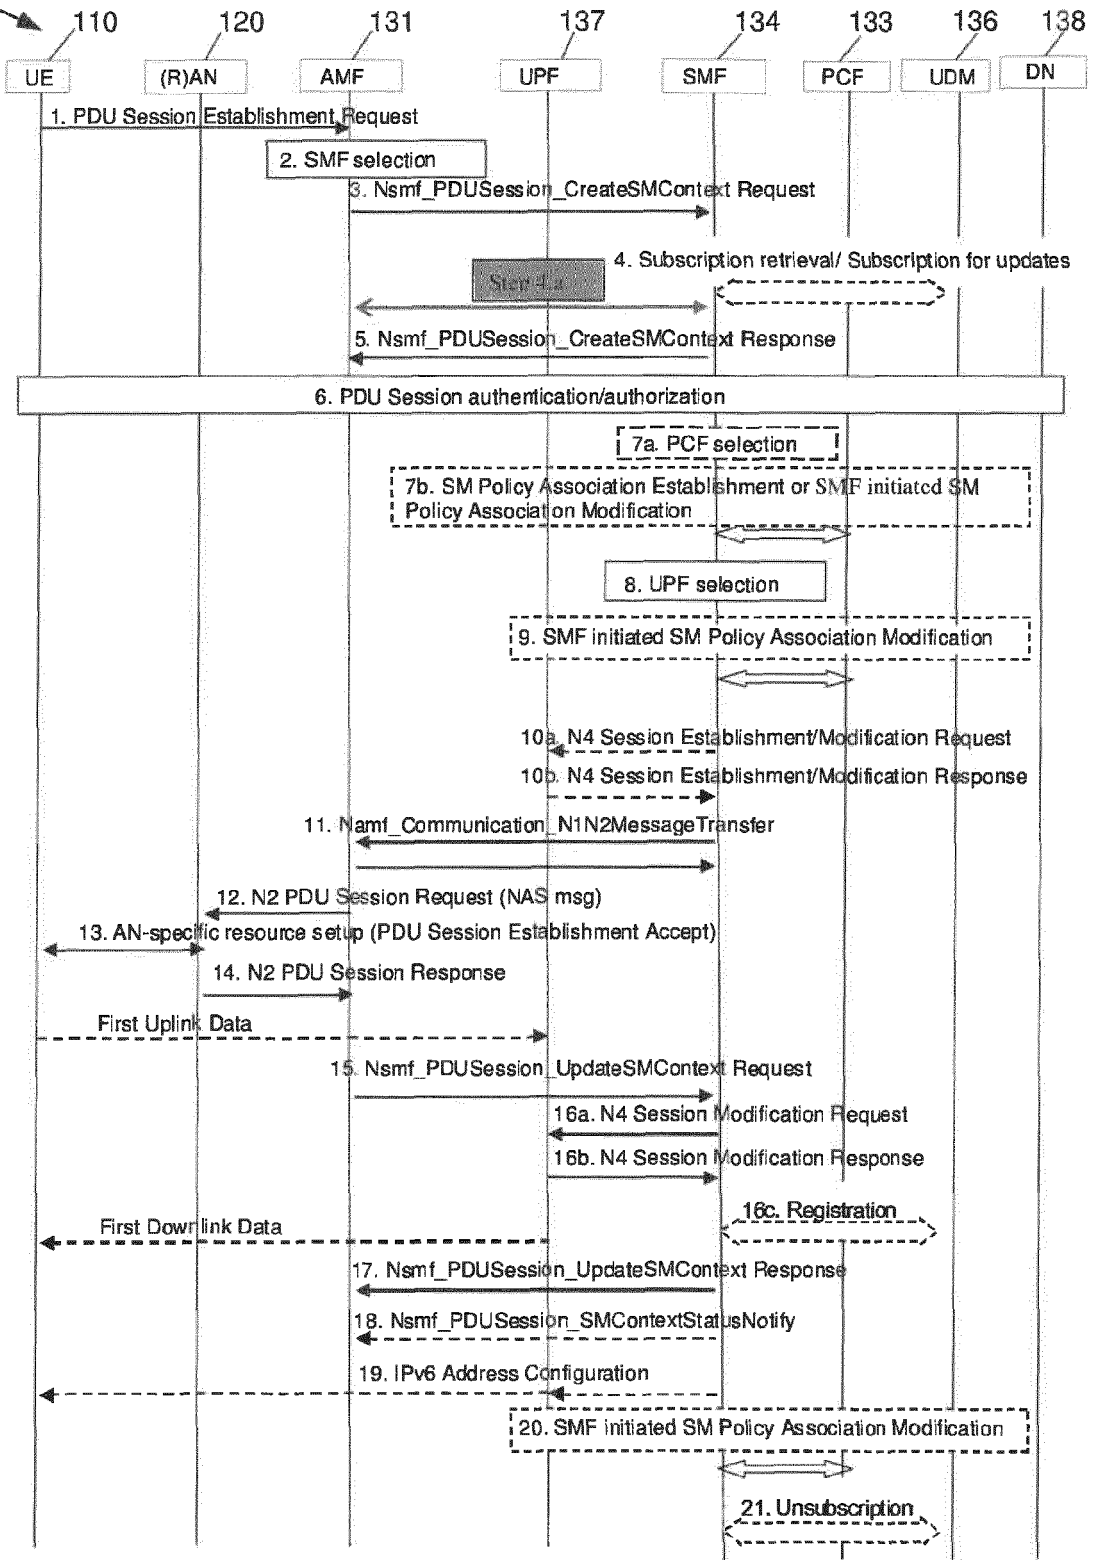 110 120 131 137 134 133 136 138
UE (R)AN AMF UPF SMF PCF UDM DN
1. PDU Session Establishment Request
2. SMF selection
3. Nsmf_PDUSession_CreateSMContext Request
4. Subscription retrieval/ Subscription for updates
Step 4.a
5. Nsmf_PDUSession_CreateSMContext Response
6. PDU Session authentication/authorization
7a. PCF selection
7b. SM Policy Association Establishment or SMF initiated SM
Policy Association Modification
8. UPF selection
9. SMF initiated SM Policy Association Modification
10a. N4 Session Establishment/Modification Request
10b. N4 Session Establishment/Modification Response
11. Namf_Communication_N1N2MessageTransfer
12. N2 PDU Session Request (NAS msg)
13. AN-specific resource setup (PDU Session Establishment Accept)
14. N2 PDU Session Response
First Uplink Data
15. Nsmf_PDUSession_UpdateSMContext Request
16a. N4 Session Modification Request
16b. N4 Session Modification Response
16c. Registration
First Downlink Data
17. Nsmf_PDUSession_UpdateSMContext Response
18. Nsmf_PDUSession_SMContextStatusNotify
19. IPv6 Address Configuration
20. SMF initiated SM Policy Association Modification
21. Unsubscription